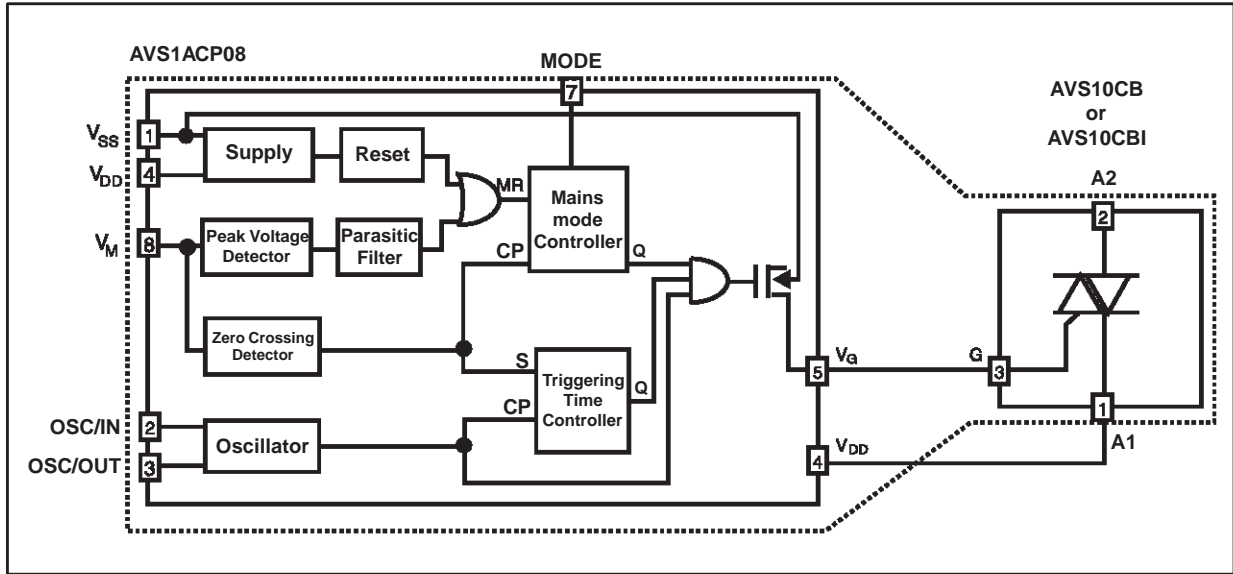 AVS1ACP08
MODE
7
AVS10CB
or
AVS10CBI
VSS
1
VDD
4
Supply
Reset
MR
Mains
mode
Controller
CP
Q
VM
8
Peak Voltage
Detector
Parasitic
Filter
Zero Crossing
Detector
S
CP
Triggering
Time
Controller
Q
OSC/IN
2
OSC/OUT
3
Oscillator
5
VG
4
VDD
A2
2
G
3
1
A1